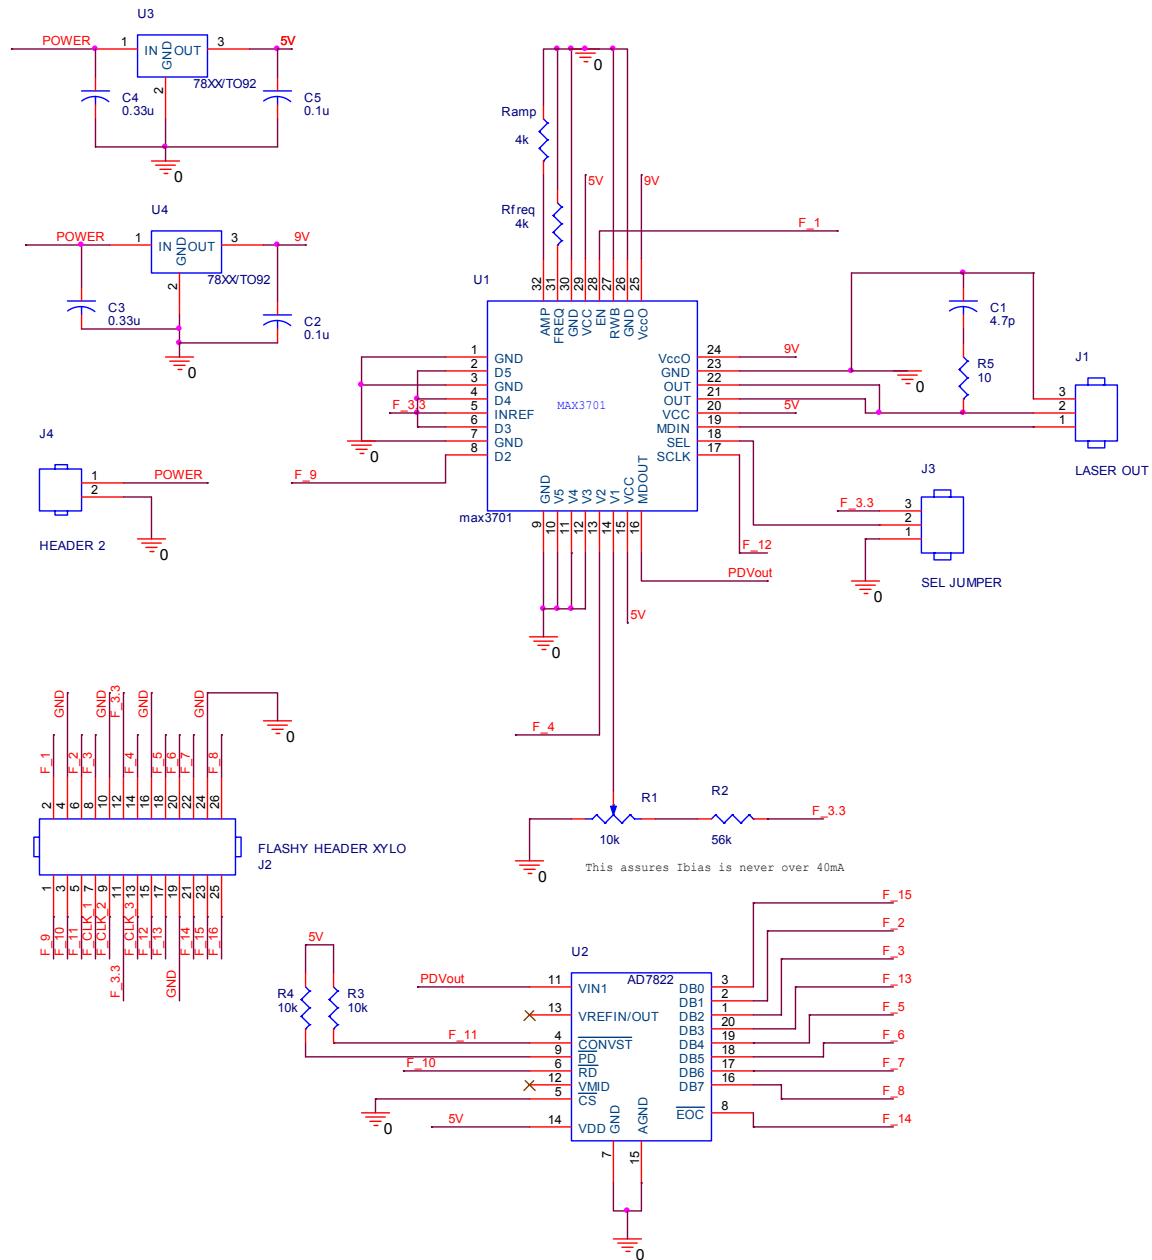 U3
POWER
1
IN
OUT
GND
3
5V
2
78XX/TO92
C4
0.33u
C5
0.1u
0
U4
POWER
1
IN
OUT
GND
3
9V
2
78XX/TO92
C3
0.33u
C2
0.1u
0
0
Ramp
4k
Rfreq
4k
5V
9V
F_1
U1
32
31
30
29
28
27
26
25
AMP
FREQ
GND
VCC
EN
RWB
GND
VccO
1 GND
2 D5
3 GND
4 D4
F_3.3 5 INREF
6 D3
7 GND
8 D2
F_9
0
MAX3701
max3701
VccO 24 9V
GND 23
OUT 22
OUT 21
VCC 20 5V
MDIN 19
SEL 18
SCLK 17
0
GND
V5
V4
V3
V2
V1
VCC
MDOUT
9
10
11
12
13
14
15
16
F_12
PDVout
5V
0
C1
4.7p
R5
10
J1
3
2
1
LASER OUT
J3
F_3.3
3
2
1
0
SEL JUMPER
J4
1
2
POWER
0
HEADER 2
F_4
R1
10k
R2
56k
F_3.3
0
This assures Ibias is never over 40mA
GND
GND
F_3.3
GND
GND
0
F_1
F_2
F_3
F_4
F_5
F_6
F_7
F_8
2
4
6
8
10
12
14
16
18
20
22
24
26
FLASHY HEADER XYLO
J2
1
3
5
7
9
11
13
15
17
19
21
23
25
F_9
F_10
F_11
F_CLK_1
F_CLK_2
F_3.3
F_CLK_3
F_12
F_13
GND
F_14
F_15
F_16
5V
R4
10k
R3
10k
U2
AD7822
PDVout 11 VIN1
13 VREFIN/OUT
F_11 4 CONVST
9 PD
F_10 6 RD
12 VMID
5 CS
0
5V 14 VDD
GND
AGND
7
15
0
DB0 3 F_15
DB1 2 F_2
DB2 1 F_3
DB3 20 F_13
DB4 19 F_5
DB5 18 F_6
DB6 17 F_7
DB7 16 F_8
EOC 8 F_14